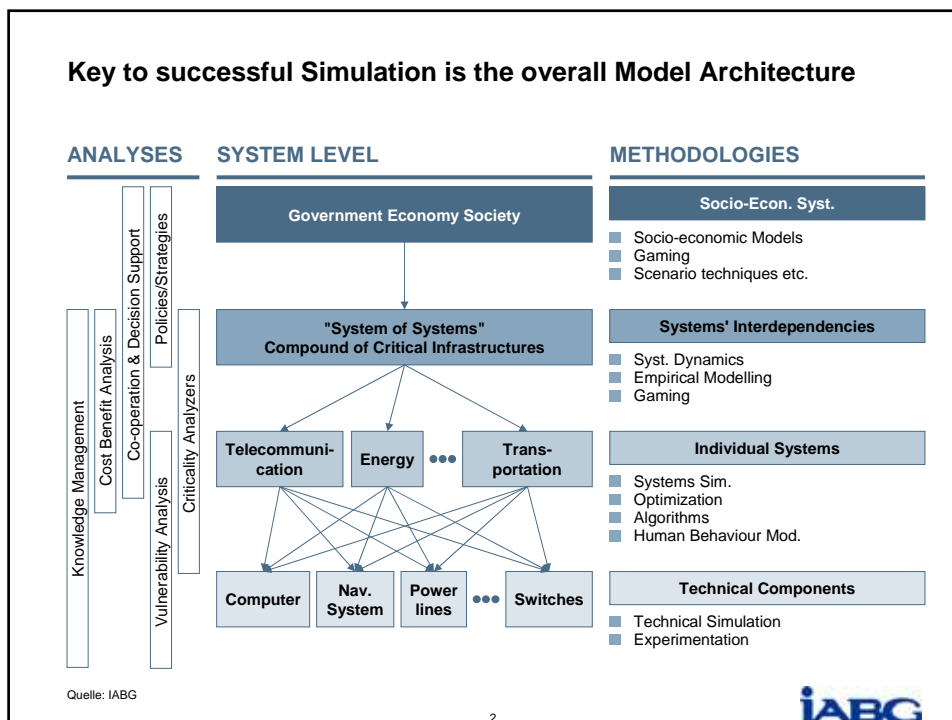 Key to successful Simulation is the overall Model Architecture
ANALYSES
SYSTEM LEVEL
METHODOLOGIES
Knowledge Management
Cost Benefit Analysis
Co-operation & Decision Support
Policies/Strategies
Vulnerability Analysis
Criticality Analyzers
Government Economy Society
"System of Systems"
Compound of Critical Infrastructures
Telecommuni-
cation
Energy
Trans-
portation
Computer
Nav.
System
Power
lines
Switches
Socio-Econ. Syst.
Socio-economic Models
Gaming
Scenario techniques etc.
Systems' Interdependencies
Syst. Dynamics
Empirical Modelling
Gaming
Individual Systems
Systems Sim.
Optimization
Algorithms
Human Behaviour Mod.
Technical Components
Technical Simulation
Experimentation
Quelle: IABG
2
iABG